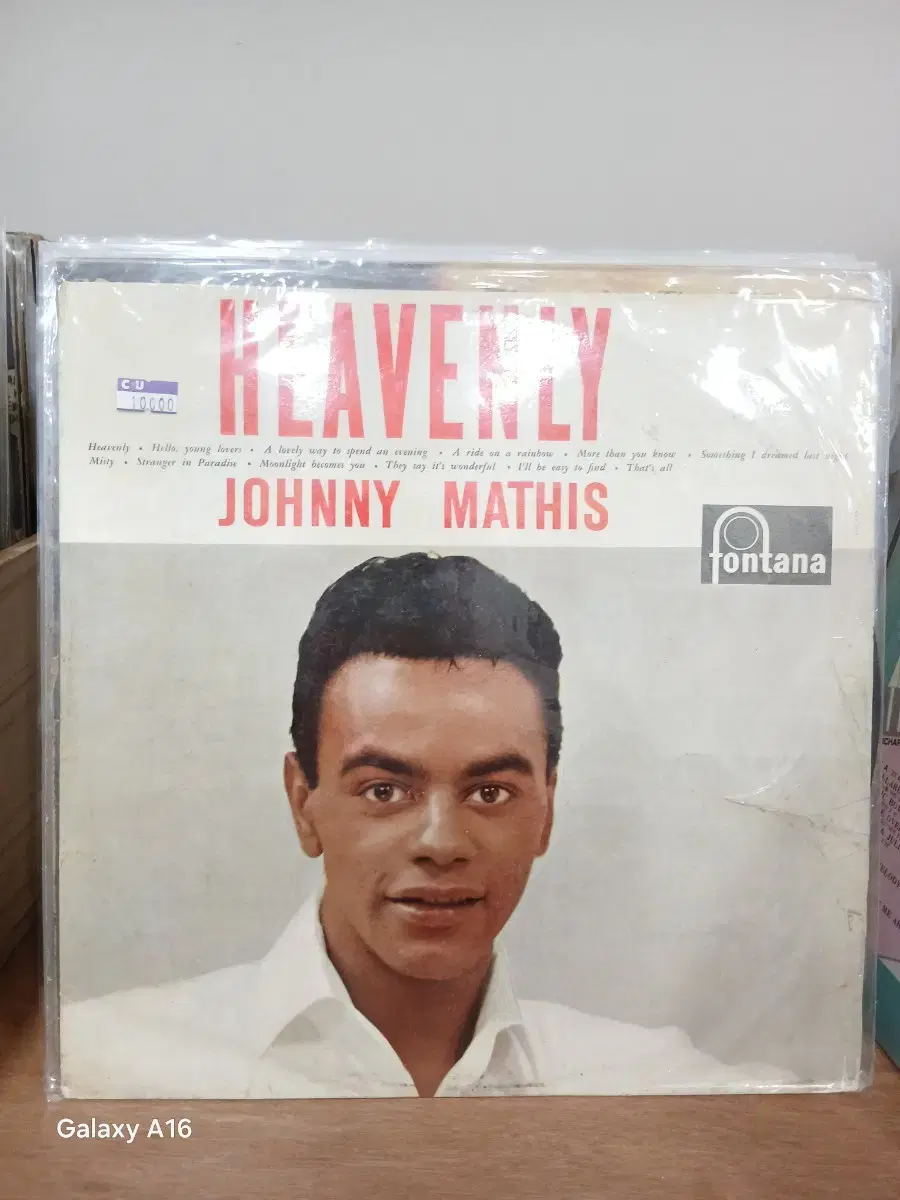 HEAVENLY
CU
10000
Heavenly • Hello, young lovers • A lovely way to spend an evening • A ride on a rainbow • More than you know • Something I dreamed last night
Misty • Stranger in Paradise • Moonlight becomes you • They say it's wonderful • I'll be easy to find • That's all
JOHNNY MATHIS
fontana
Galaxy A16